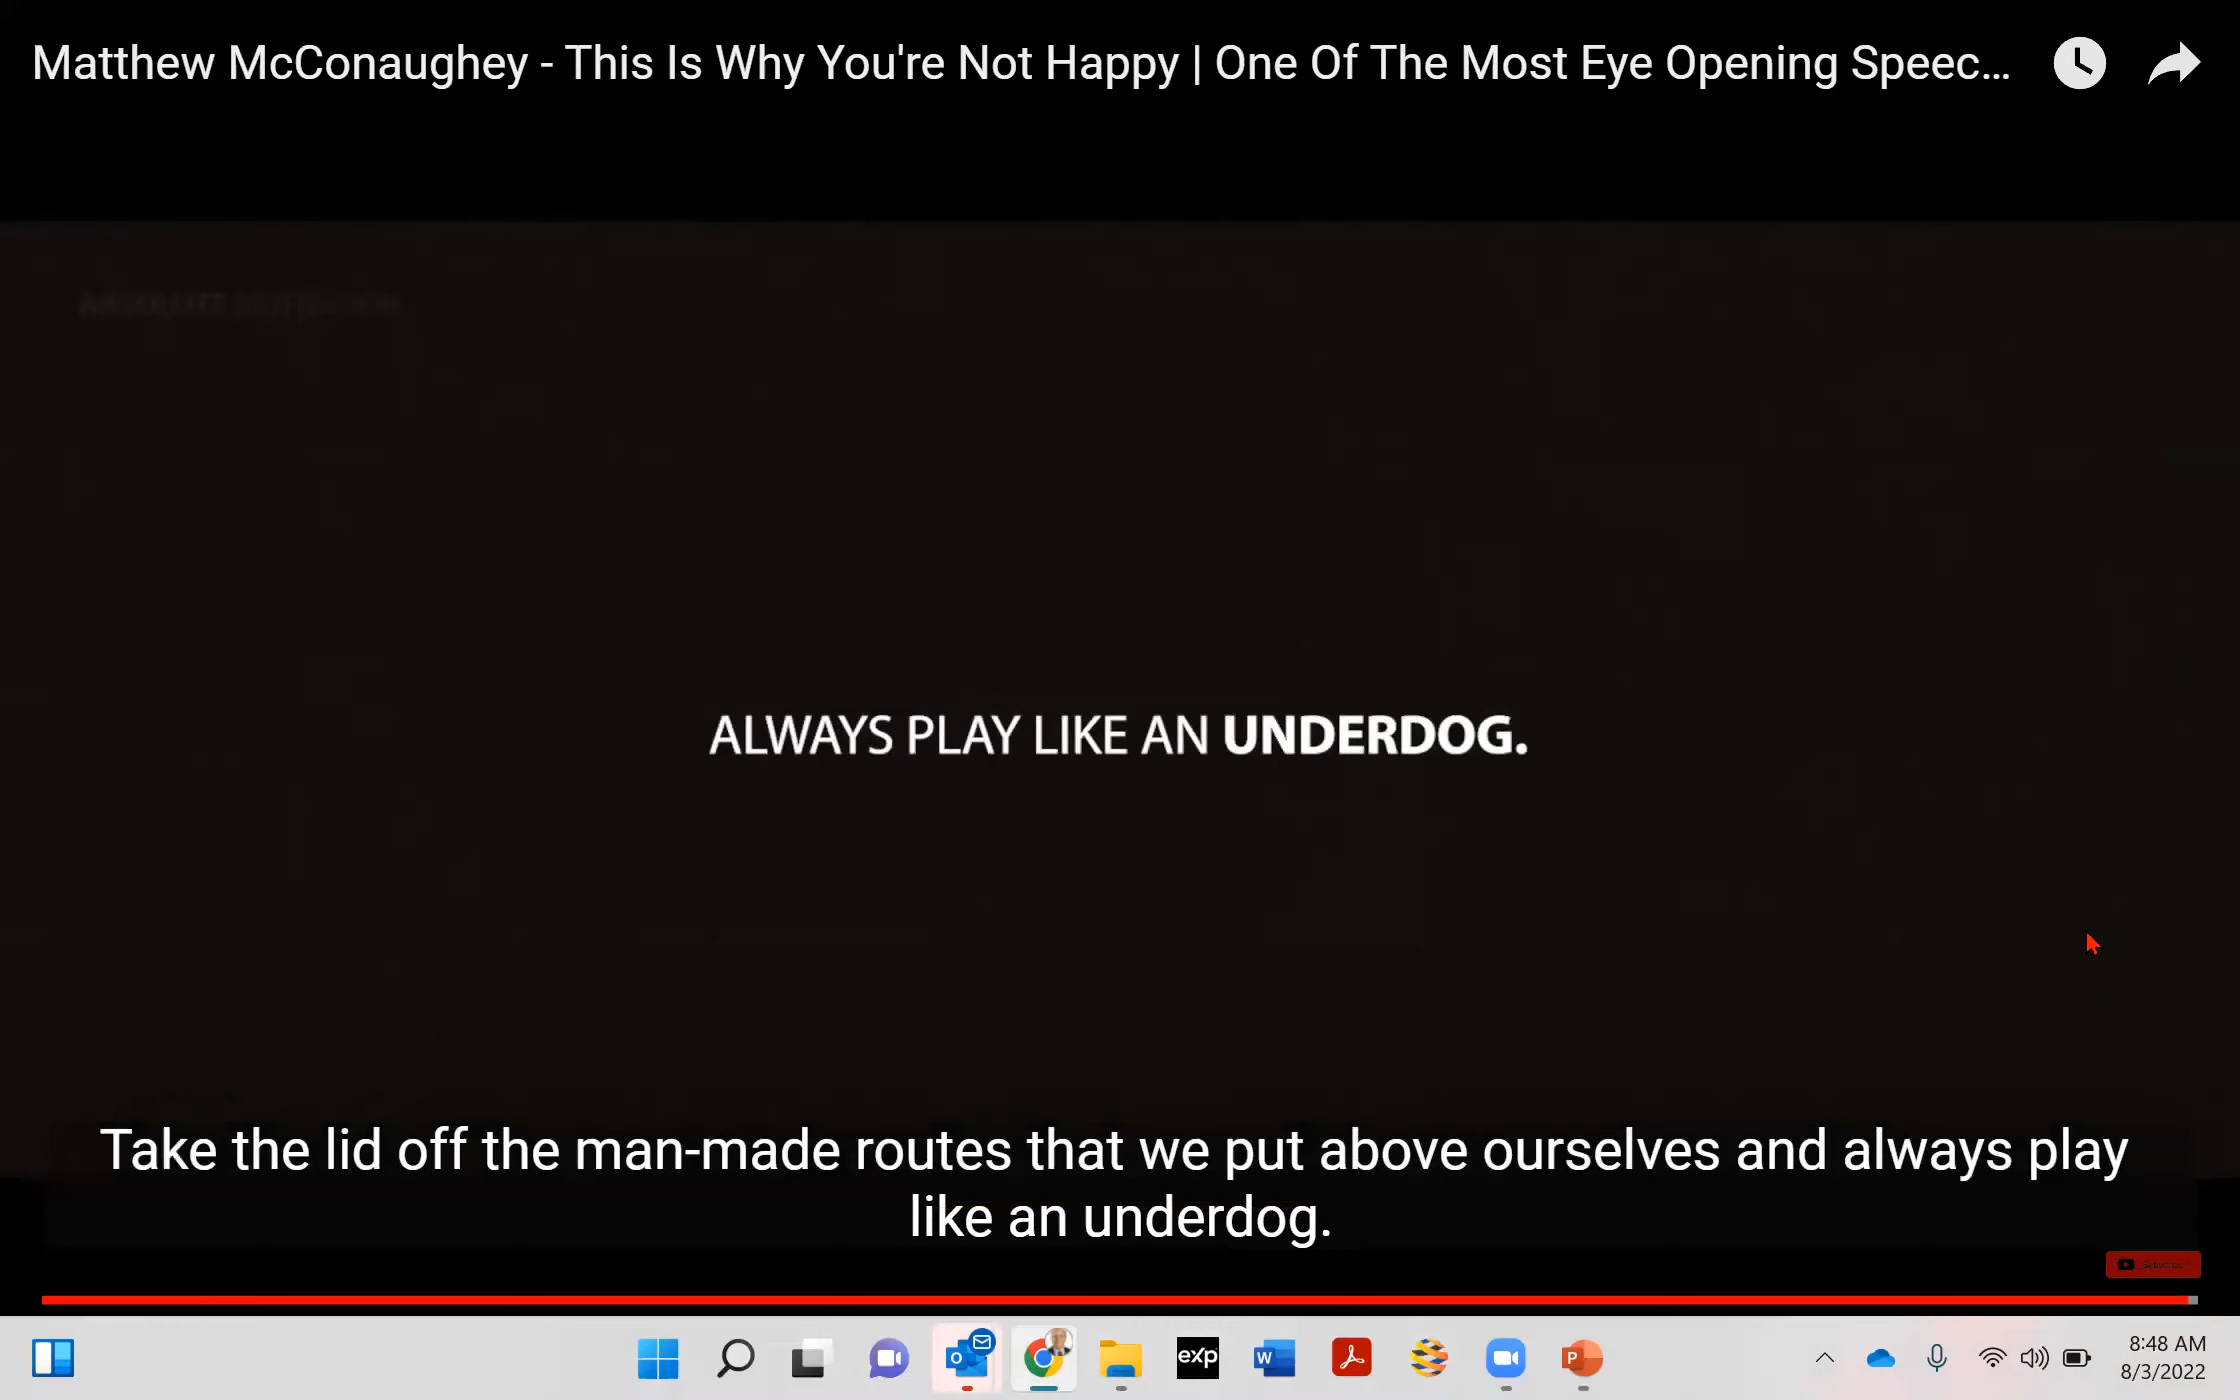 Matthew McConaughey - This Is Why You're Not Happy | One Of The Most Eye Opening Speec...
ALWAYS PLAY LIKE AN UNDERDOG.
Take the lid off the man-made routes that we put above ourselves and always play
like an underdog.
exp
8:48 AM
8/3/2022